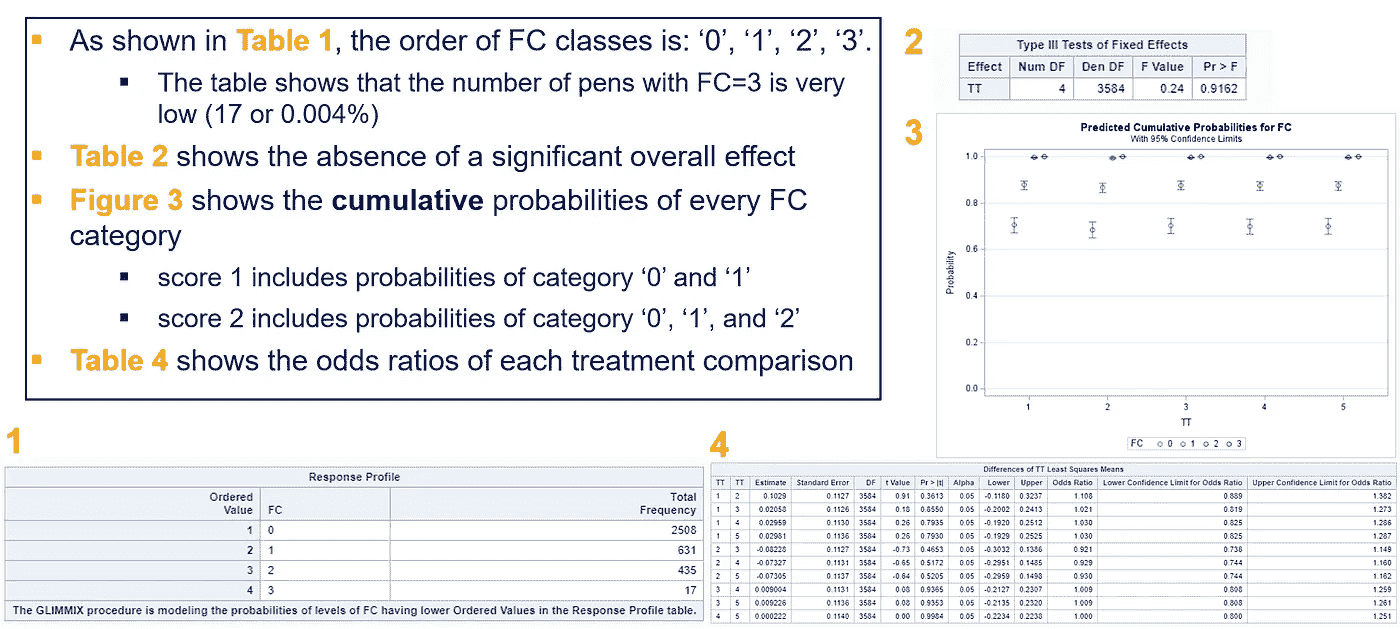 As shown in Table 1, the order of FC classes is: ‘0’, ‘1’, ‘2’, ‘3’.
The table shows that the number of pens with FC=3 is very
low (17 or 0.004%)
Table 2 shows the absence of a significant overall effect
Figure 3 shows the cumulative probabilities of every FC
category
score 1 includes probabilities of category ‘0’ and ‘1’
score 2 includes probabilities of category ‘0’, ‘1’, and ‘2’
Table 4 shows the odds ratios of each treatment comparison
2
Type III Tests of Fixed Effects
Effect Num DF Den DF F Value Pr > F
TT 4 3584 0.24 0.9162
3
Predicted Cumulative Probabilities for FC
With 95% Confidence Limits
1.0
0.8
0.6
0.4
0.2
0.0
Probability
1 2 3 4 5
TT
FC 0 1 2 3
1
Response Profile
Ordered Value FC Total Frequency
1 0 2508
2 1 631
3 2 435
4 3 17
The GLIMMIX procedure is modeling the probabilities of levels of FC having lower Ordered Values in the Response Profile table.
4
Differences of TT Least Squares Means
TT TT Estimate Standard Error DF t Value Pr > |t| Alpha Lower Upper Odds Ratio Lower Confidence Limit for Odds Ratio Upper Confidence Limit for Odds Ratio
1 2 0.1029 0.1127 3584 0.91 0.3613 0.05 -0.1180 0.3237 1.108 0.889 1.382
1 3 0.02058 0.1126 3584 0.18 0.8550 0.05 -0.2002 0.2413 1.021 0.819 1.273
1 4 0.02959 0.1130 3584 0.26 0.7935 0.05 -0.1920 0.2512 1.030 0.825 1.286
1 5 0.02981 0.1136 3584 0.26 0.7930 0.05 -0.1929 0.2525 1.030 0.825 1.287
2 3 -0.08228 0.1127 3584 -0.73 0.4653 0.05 -0.3032 0.1386 0.921 0.738 1.149
2 4 -0.07327 0.1131 3584 -0.65 0.5172 0.05 -0.2951 0.1485 0.929 0.744 1.160
2 5 -0.07305 0.1137 3584 -0.64 0.5205 0.05 -0.2959 0.1498 0.930 0.744 1.162
3 4 0.009004 0.1131 3584 0.08 0.9365 0.05 -0.2127 0.2307 1.009 0.808 1.259
3 5 0.009226 0.1136 3584 0.08 0.9353 0.05 -0.2135 0.2320 1.009 0.808 1.261
4 5 0.000222 0.1140 3584 0.00 0.9984 0.05 -0.2234 0.2238 1.000 0.800 1.251